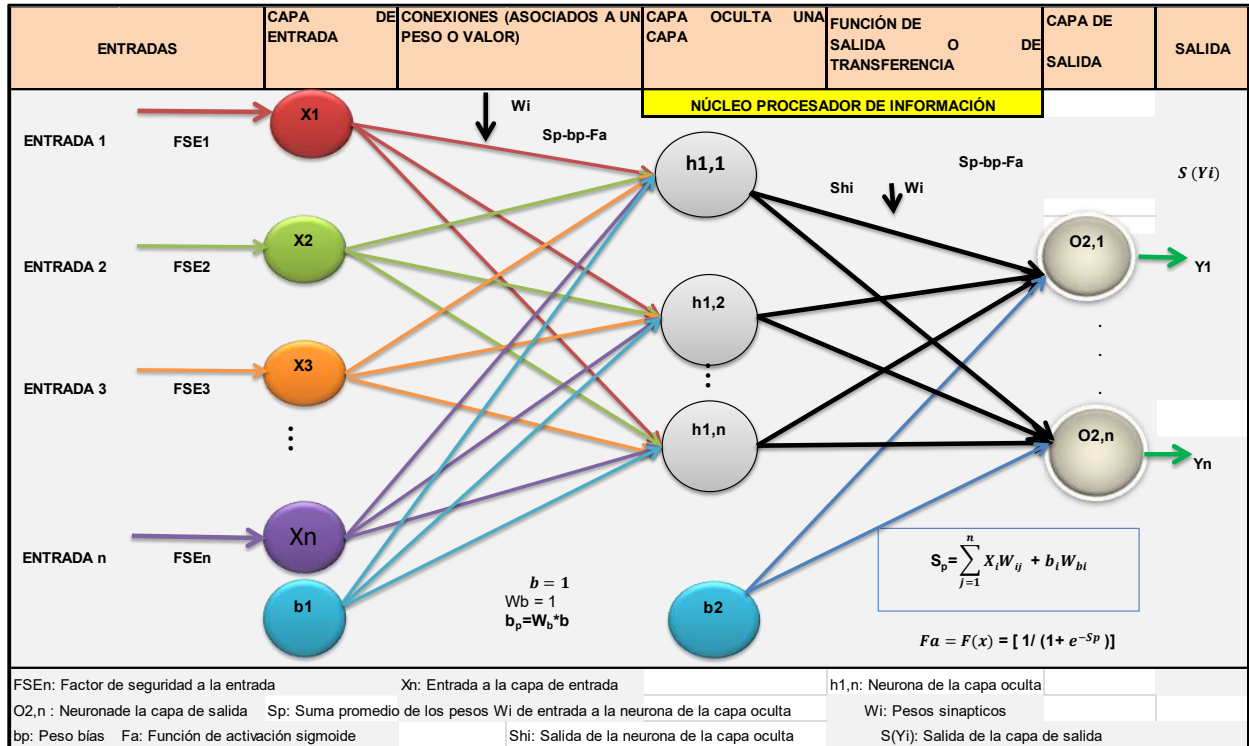 ENTRADAS
CAPA DE
ENTRADA
CONEXIONES (ASOCIADOS A UN
PESO O VALOR)
CAPA OCULTA UNA
CAPA
FUNCIÓN DE
SALIDA O DE
TRANSFERENCIA
CAPA DE
SALIDA
SALIDA
NÚCLEO PROCESADOR DE INFORMACIÓN
ENTRADA 1
FSE1
X1
Wi
Sp-bp-Fa
h1,1
Shi
Wi
Sp-bp-Fa
S (Yi)
ENTRADA 2
FSE2
X2
h1,2
O2,1
Y1
.
.
.
ENTRADA 3
FSE3
X3
⋮
h1,n
O2,n
Yn
⋮
ENTRADA n
FSEn
Xn
b1
b = 1
Wb = 1
bp=Wb*b
b2
Sp=∑(j=1)^n XiWij + biWbi
Fa = F(x) = [ 1/ (1+ e^−Sp )]
FSEn: Factor de seguridad a la entrada
Xn: Entrada a la capa de entrada
h1,n: Neurona de la capa oculta
O2,n : Neuronade la capa de salida
Sp: Suma promedio de los pesos Wi de entrada a la neurona de la capa oculta
Wi: Pesos sinapticos
bp: Peso bías
Fa: Función de activación sigmoide
Shi: Salida de la neurona de la capa oculta
S(Yi): Salida de la capa de salida